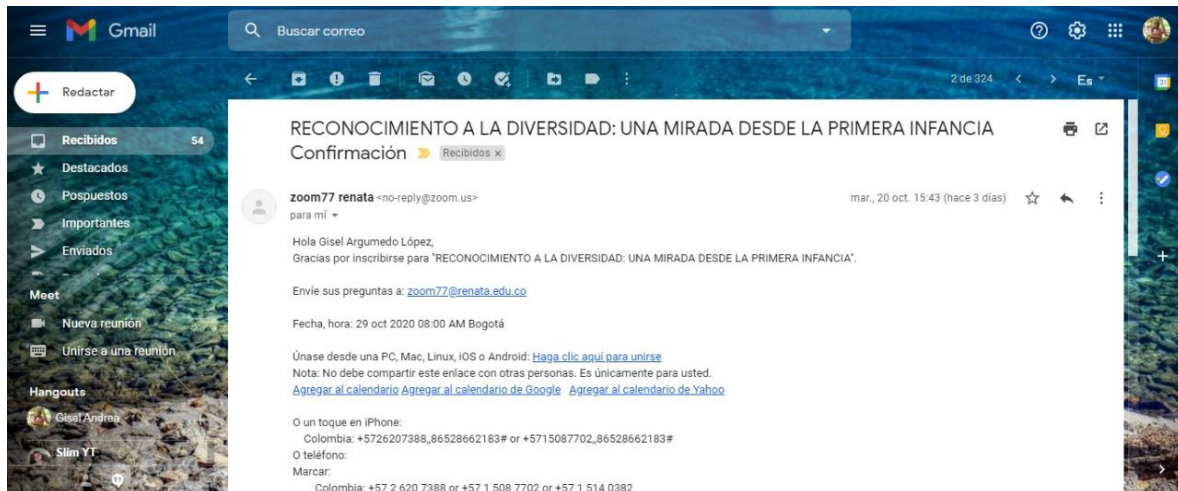 Gmail
Buscar correo
Redactar
2 de 324
Es
Recibidos 54
Destacados
Pospuestos
Importantes
Enviados
Meet
Nueva reunión
Unirse a una reunión
Hangouts
Gisel Andrea
Slim YT
RECONOCIMIENTO A LA DIVERSIDAD: UNA MIRADA DESDE LA PRIMERA INFANCIA
Confirmación Recibidos x
zoom77 renata <no-reply@zoom.us> mar., 20 oct. 15:43 (hace 3 días)
para mí
Hola Gisel Argumedo López,
Gracias por inscribirse para "RECONOCIMIENTO A LA DIVERSIDAD: UNA MIRADA DESDE LA PRIMERA INFANCIA".
Envíe sus preguntas a: zoom77@renata.edu.co
Fecha, hora: 29 oct 2020 08:00 AM Bogotá
Únase desde una PC, Mac, Linux, iOS o Android: Haga clic aquí para unirse
Nota: No debe compartir este enlace con otras personas. Es únicamente para usted.
Agregar al calendario Agregar al calendario de Google Agregar al calendario de Yahoo
O un toque en iPhone:
Colombia: +5726207388,,86528662183# or +5715087702,,86528662183#
O teléfono:
Marcar:
Colombia: +57 2 620 7388 or +57 1 508 7702 or +57 1 514 0382